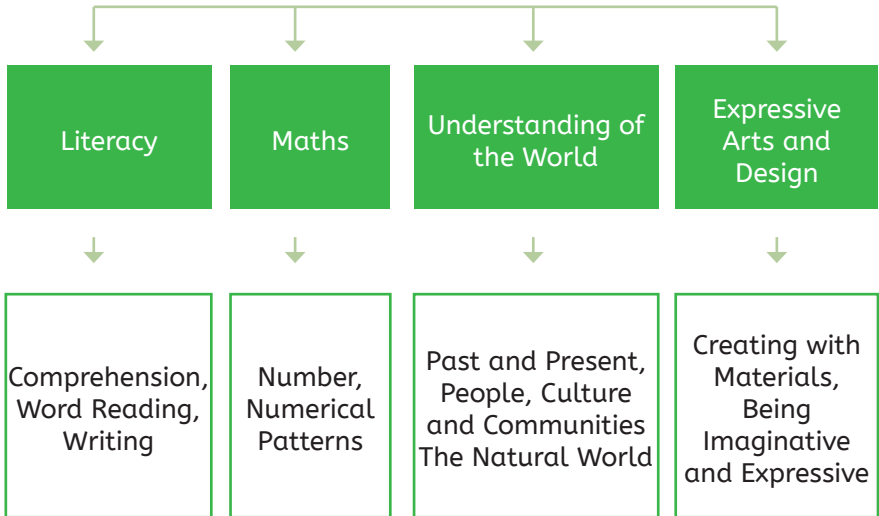 Literacy
Maths
Understanding of
the World
Expressive
Arts and
Design
Comprehension,
Word Reading,
Writing
Number,
Numerical
Patterns
Past and Present,
People, Culture
and Communities
The Natural World
Creating with
Materials,
Being
Imaginative
and Expressive